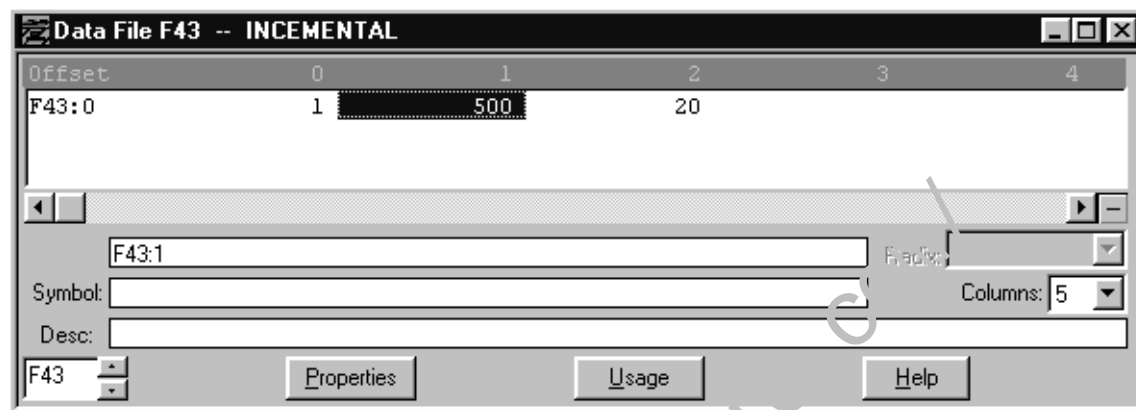 Data File F43 -- INCEMENTAL
Offset 0 1 2 3 4
F43:0 1 500 20
F43:1 Radix:
Symbol: Columns: 5
Desc:
F43 Properties Usage Help